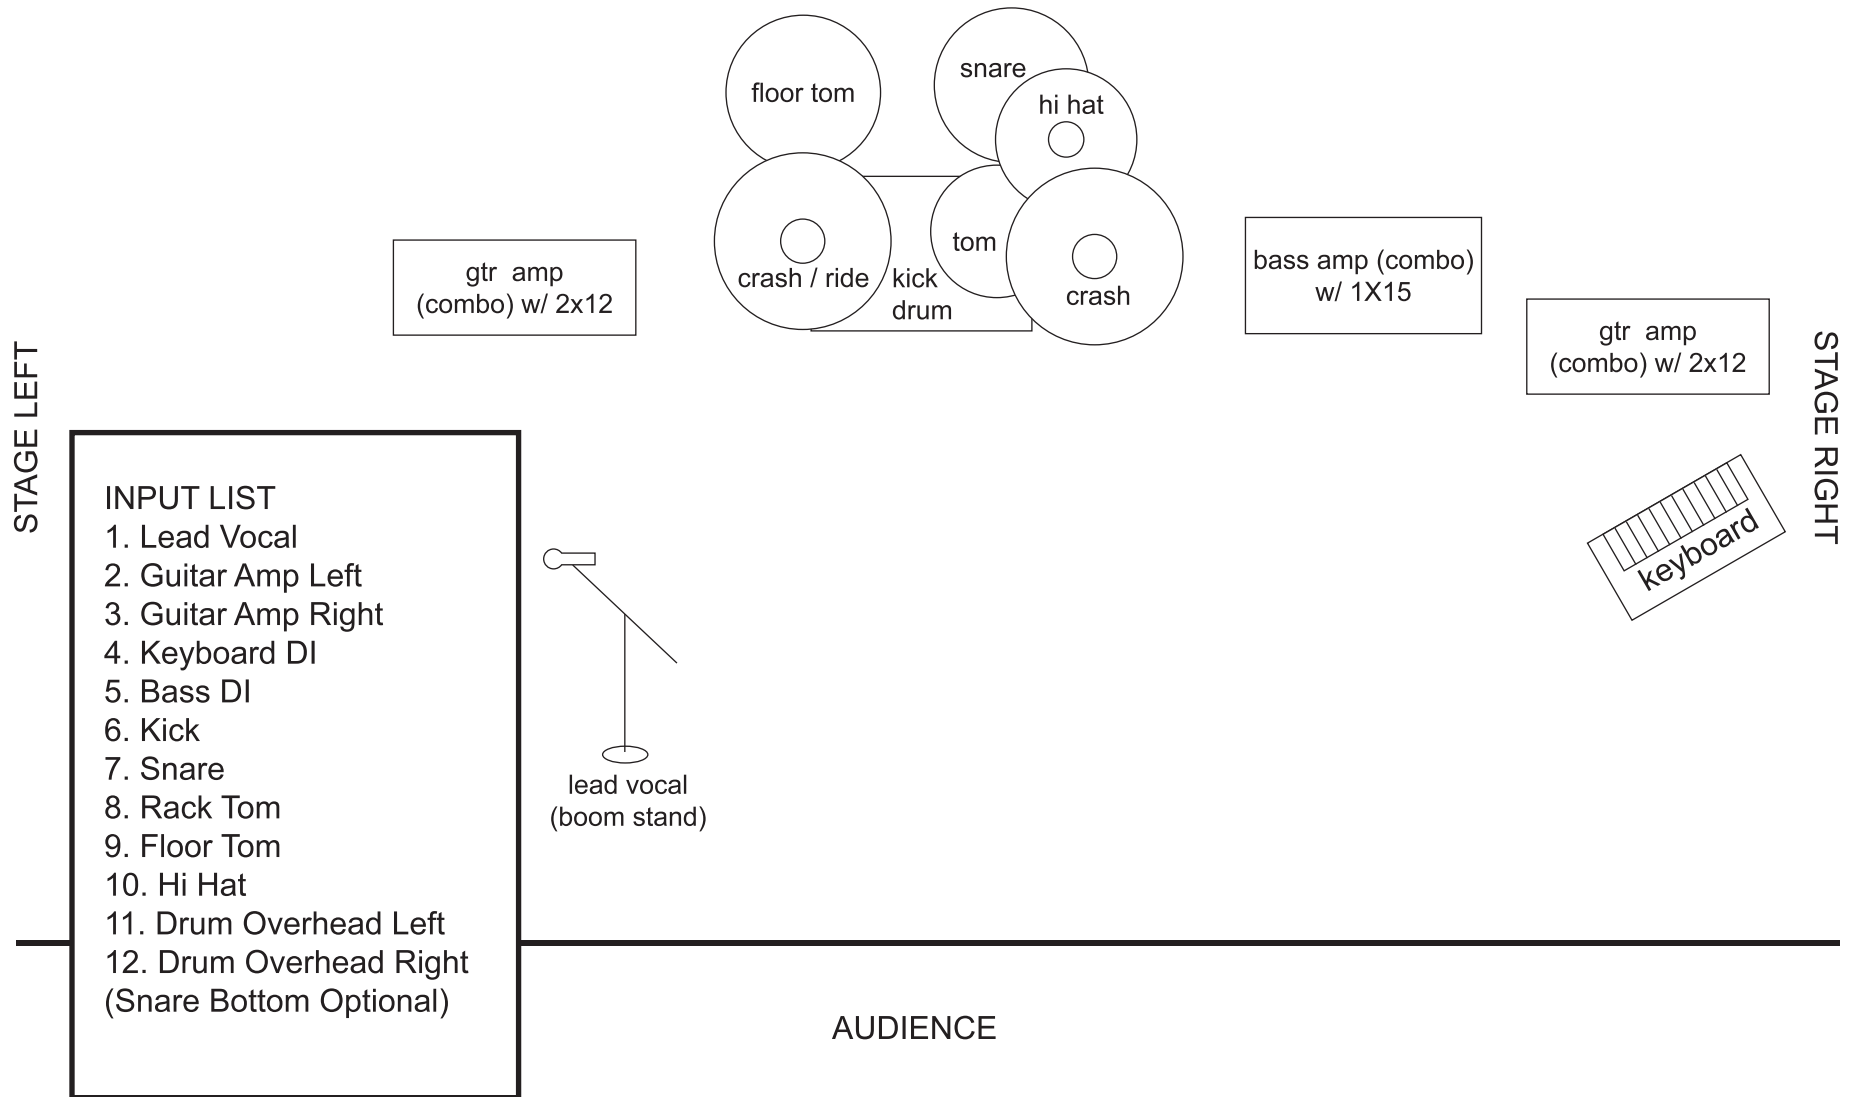 floor tom
snare
hi hat
gtr amp
(combo) w/ 2x12
crash / ride
kick
drum
tom
crash
bass amp (combo)
w/ 1X15
gtr amp
(combo) w/ 2x12
STAGE LEFT
STAGE RIGHT
keyboard
INPUT LIST
1. Lead Vocal
2. Guitar Amp Left
3. Guitar Amp Right
4. Keyboard DI
5. Bass DI
6. Kick
7. Snare
8. Rack Tom
9. Floor Tom
10. Hi Hat
11. Drum Overhead Left
12. Drum Overhead Right
(Snare Bottom Optional)
lead vocal
(boom stand)
AUDIENCE